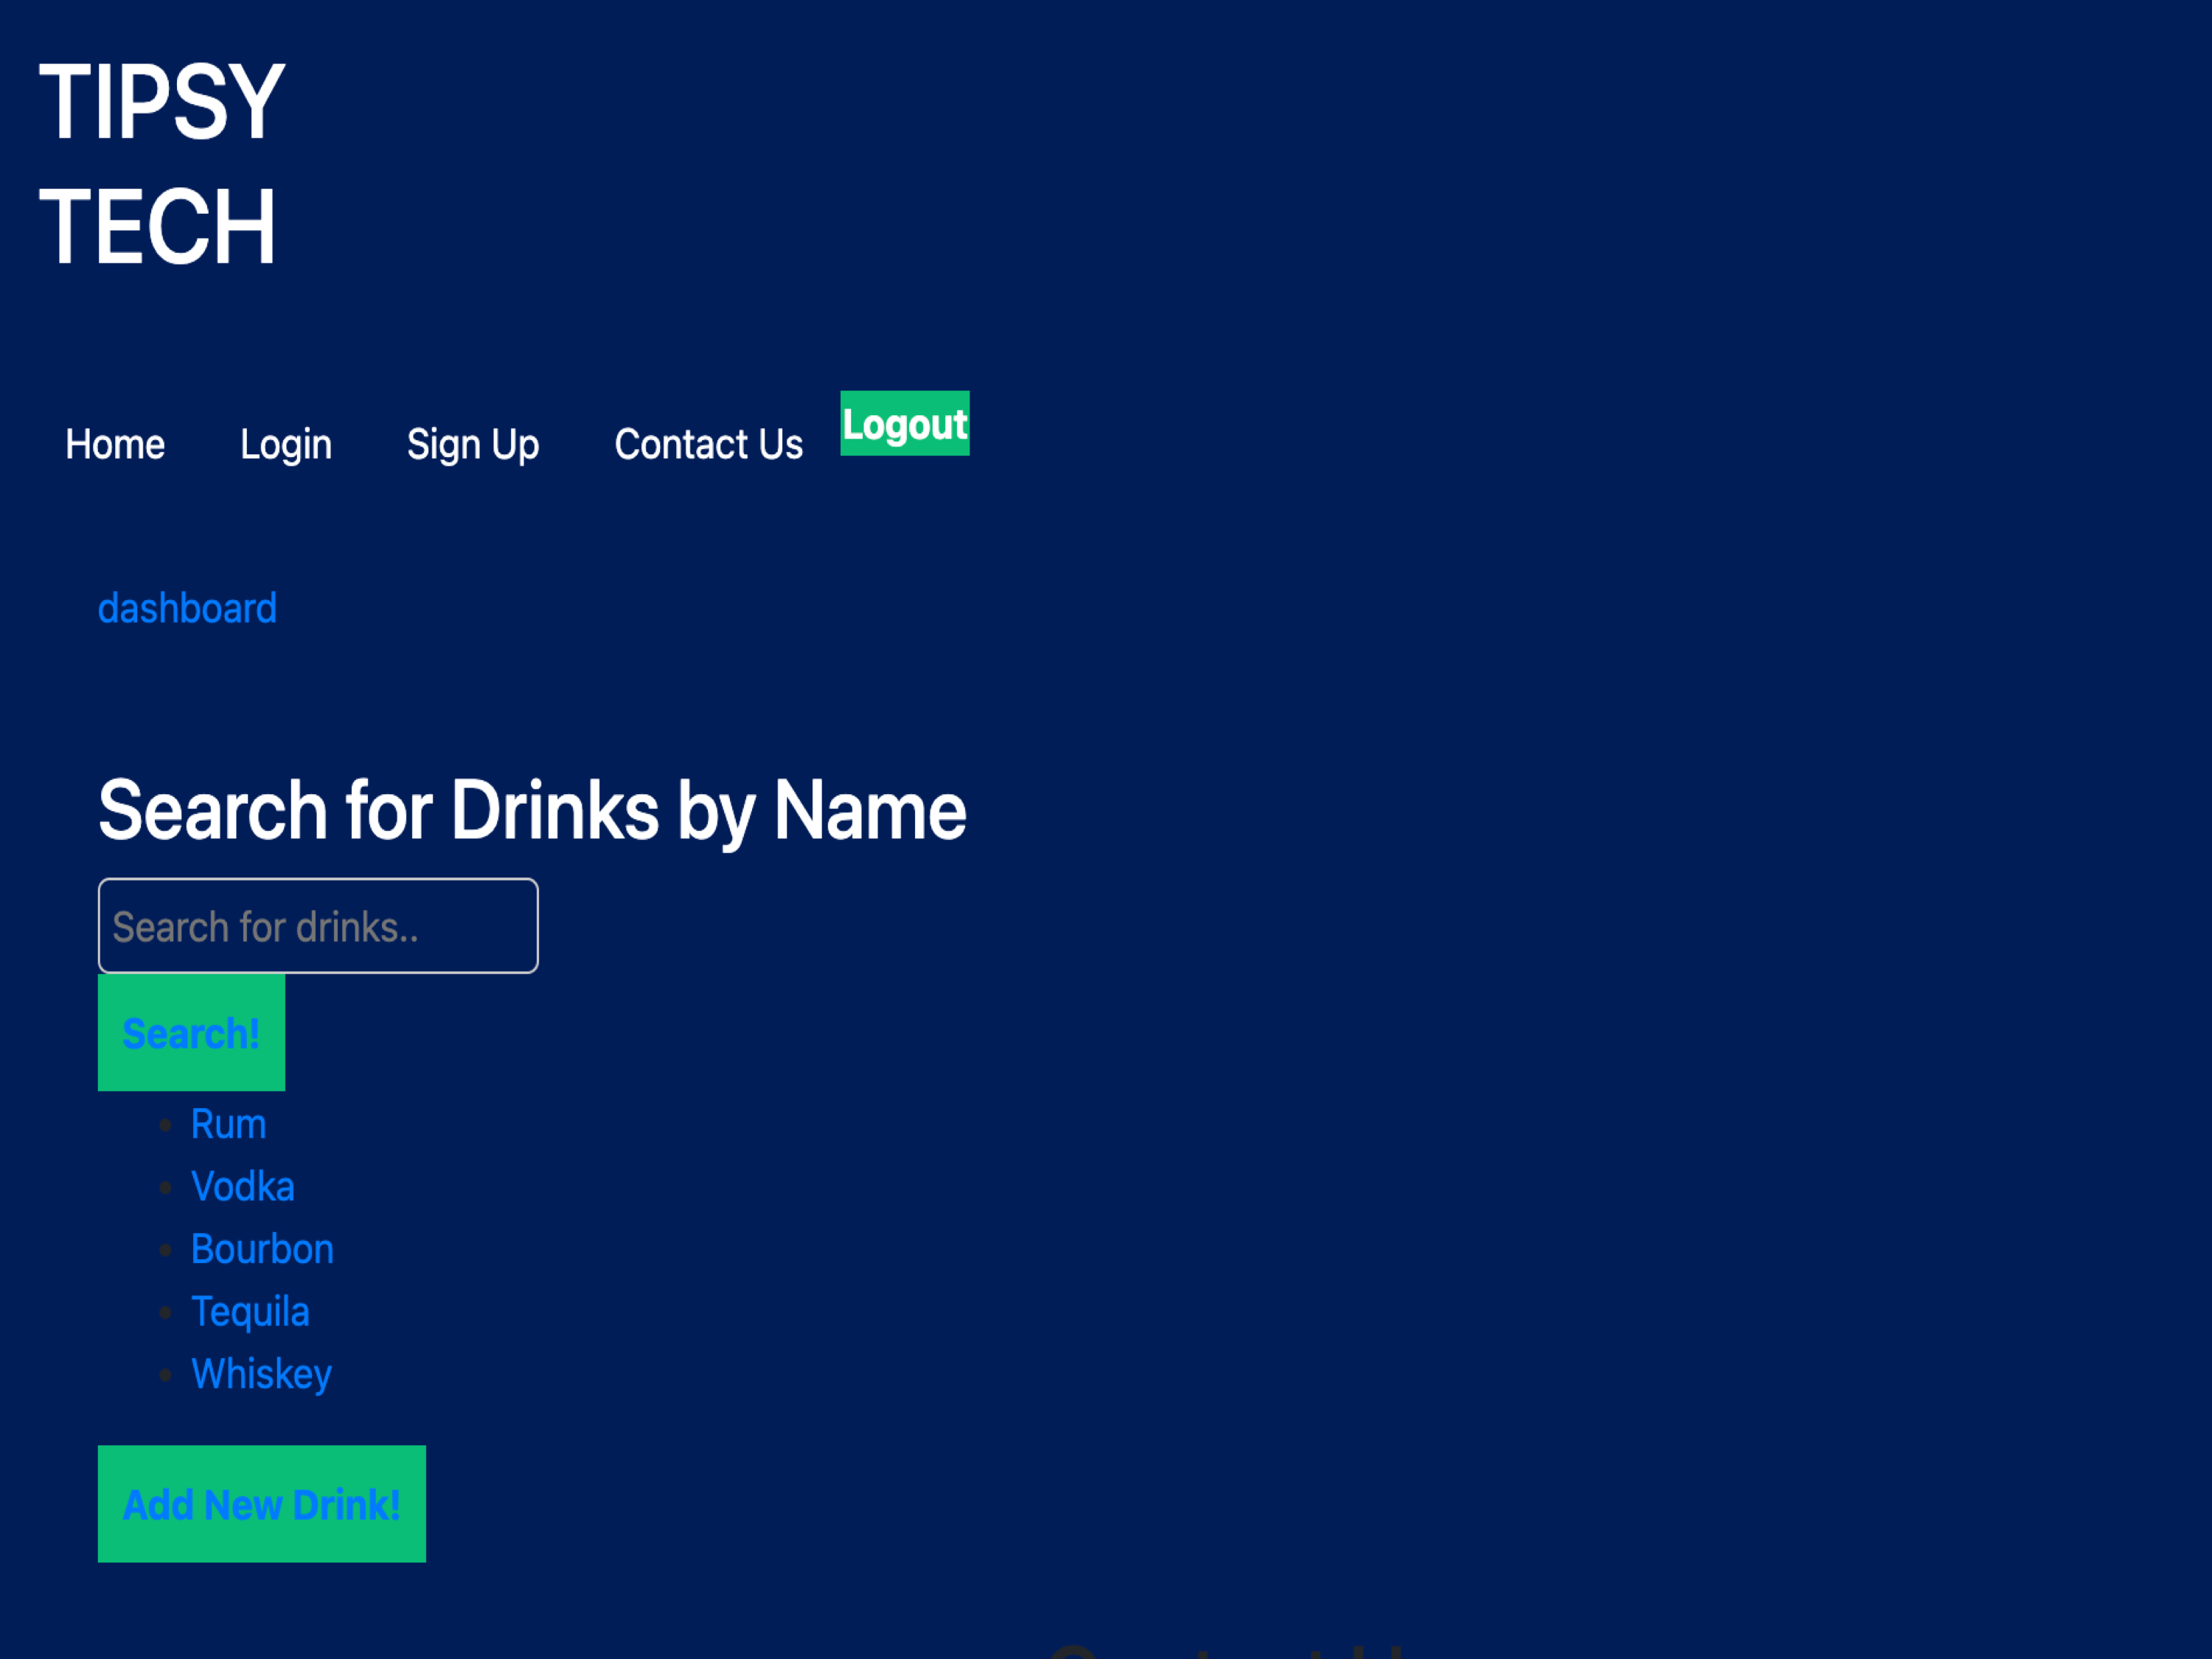 TIPSY
TECH
Home Login Sign Up Contact Us Logout
dashboard
Search for Drinks by Name
Search for drinks..
Search!
Rum
Vodka
Bourbon
Tequila
Whiskey
Add New Drink!